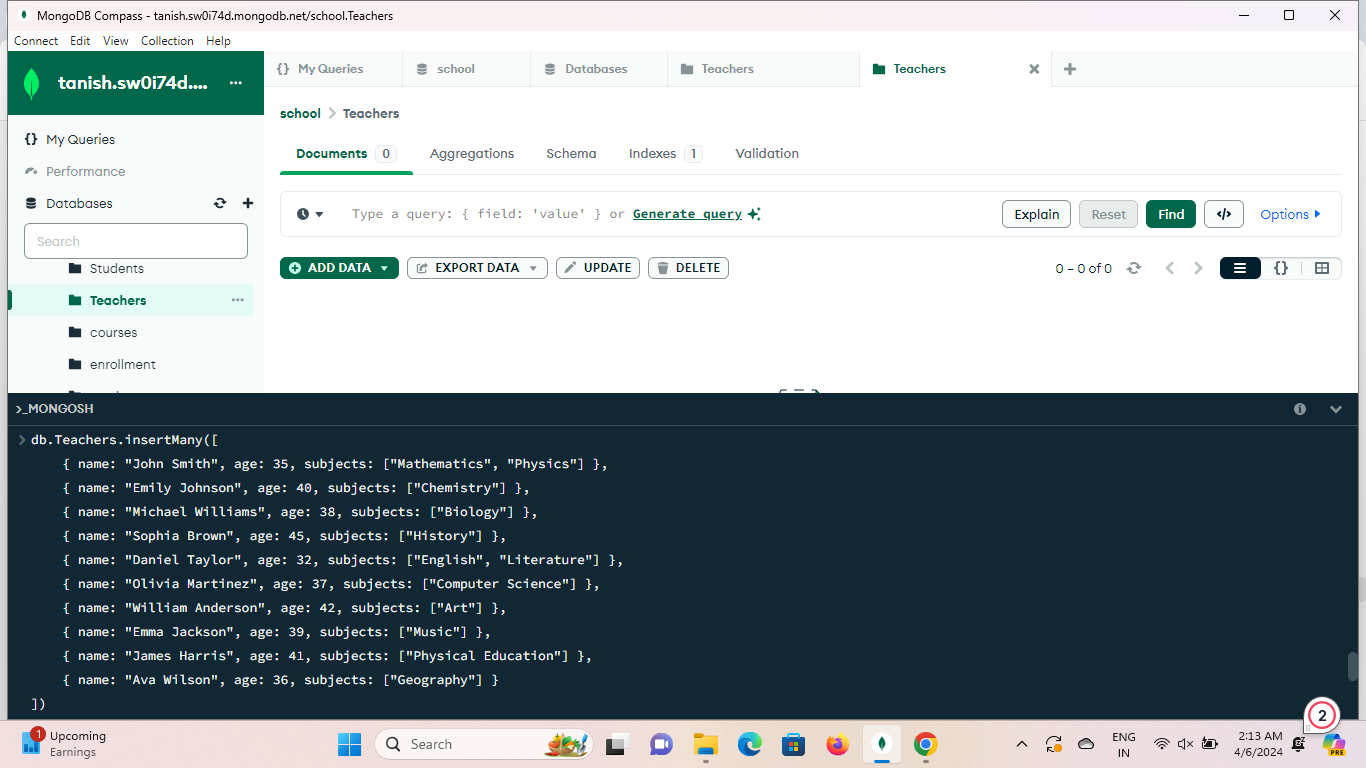 MongoDB Compass - tanish.sw0i74d.mongodb.net/school.Teachers
Connect Edit View Collection Help
tanish.sw0i74d....
My Queries
Performance
Databases
Search
Students
Teachers
courses
enrollment
My Queries school Databases Teachers Teachers
school > Teachers
Documents 0 Aggregations Schema Indexes 1 Validation
Type a query: { field: 'value' } or Generate query
Explain Reset Find </> Options
ADD DATA EXPORT DATA UPDATE DELETE
0 – 0 of 0 {}
>_MONGOSH
> db.Teachers.insertMany([
{ name: "John Smith", age: 35, subjects: ["Mathematics", "Physics"] },
{ name: "Emily Johnson", age: 40, subjects: ["Chemistry"] },
{ name: "Michael Williams", age: 38, subjects: ["Biology"] },
{ name: "Sophia Brown", age: 45, subjects: ["History"] },
{ name: "Daniel Taylor", age: 32, subjects: ["English", "Literature"] },
{ name: "Olivia Martinez", age: 37, subjects: ["Computer Science"] },
{ name: "William Anderson", age: 42, subjects: ["Art"] },
{ name: "Emma Jackson", age: 39, subjects: ["Music"] },
{ name: "James Harris", age: 41, subjects: ["Physical Education"] },
{ name: "Ava Wilson", age: 36, subjects: ["Geography"] }
])
2
1
Upcoming
Earnings
Search
ENG
IN
2:13 AM
4/6/2024
PRE